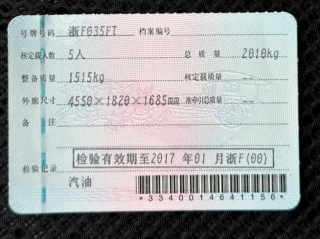 号牌号码 浙F035FT 档案编号
核定载人数 5人 总 质 量 2010kg
整备质量 1515kg 核定载质量 --
外廓尺寸 4550×1820×1685mm 准牵引总质量 --
备 注
检验记录 检验有效期至2017 年01 月浙F(00)
汽油
*3340014641156*